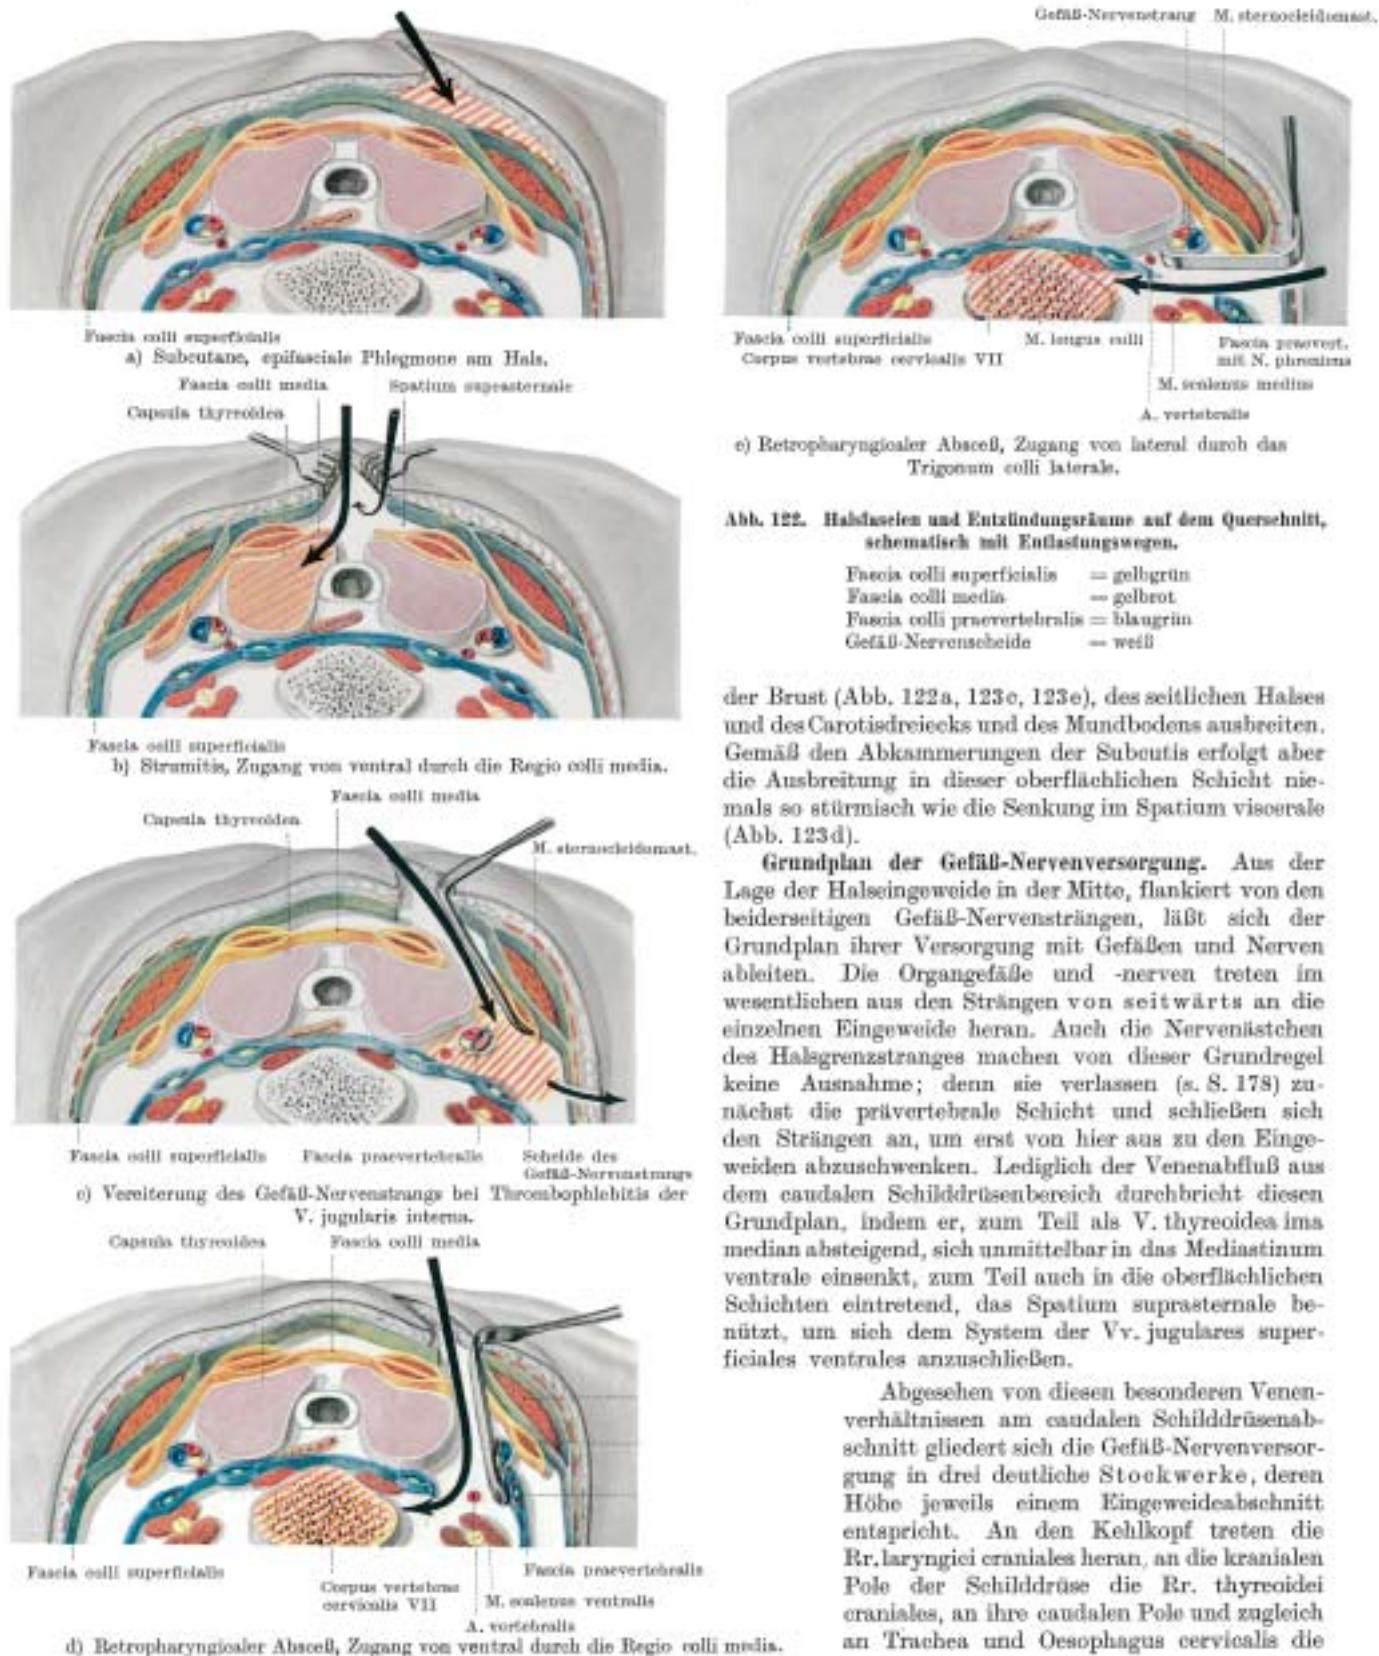 Fascia colli superficialis
a) Subcutane, epifasciale Phlegmone am Hals.
Fascia colli media Spatium suprasternale
Capsula thyreoidea
Fascia colli superficialis
b) Strumitis, Zugang von ventral durch die Regio colli media.
Fascia colli media
Capsula thyreoidea
M. sternocleidomast.
Fascia colli superficialis Fascia praevertebralis Scheide des
Gefäß-Nervenstrangs
c) Vereiterung des Gefäß-Nervenstrangs bei Thrombophlebitis der
V. jugularis interna.
Capsula thyreoidea Fascia colli media
Fascia colli superficialis
Fascia praevertebralis
Corpus vertebrae
cervicalis VII
M. scalenus ventralis
A. vertebralis
d) Retropharyngioaler Absceß, Zugang von ventral durch die Regio colli media.
Gefäß-Nervenstrang M. sternocleidomast.
Fascia colli superficialis
Corpus vertebrae cervicalis VII
M. longus colli
Fascia praevert.
mit N. phrenicus
M. scalenus medius
A. vertebralis
e) Retropharyngioaler Absceß, Zugang von lateral durch das
Trigonum colli laterale.
Abb. 122. Halsfascien und Entzündungsräume auf dem Querschnitt,
schematisch mit Entlastungswegen.
Fascia colli superficialis = gelbgrün
Fascia colli media = gelbrot
Fascia colli praevertebralis = blaugrün
Gefäß-Nervenscheide = weiß
der Brust (Abb. 122a, 123c, 123e), des seitlichen Halses
und des Carotisdreiecks und des Mundbodens ausbreiten.
Gemäß den Abkammerungen der Subcutis erfolgt aber
die Ausbreitung in dieser oberflächlichen Schicht nie-
mals so stürmisch wie die Senkung im Spatium viscerale
(Abb. 123d).
Grundplan der Gefäß-Nervenversorgung. Aus der
Lage der Halseingeweide in der Mitte, flankiert von den
beiderseitigen Gefäß-Nervensträngen, läßt sich der
Grundplan ihrer Versorgung mit Gefäßen und Nerven
ableiten. Die Organgefäße und -nerven treten im
wesentlichen aus den Strängen von seitwärts an die
einzelnen Eingeweide heran. Auch die Nervenästchen
des Halsgrenzstranges machen von dieser Grundregel
keine Ausnahme; denn sie verlassen (s. S. 178) zu-
nächst die prävertebrale Schicht und schließen sich
den Strängen an, um erst von hier aus zu den Einge-
weiden abzuschwenken. Lediglich der Venenabfluß aus
dem caudalen Schilddrüsenbereich durchbricht diesen
Grundplan, indem er, zum Teil als V. thyreoidea ima
median absteigend, sich unmittelbar in das Mediastinum
ventrale einsenkt, zum Teil auch in die oberflächlichen
Schichten eintretend, das Spatium suprasternale be-
nützt, um sich dem System der Vv. jugulares super-
ficiales ventrales anzuschließen.
Abgesehen von diesen besonderen Venen-
verhältnissen am caudalen Schilddrüsenab-
schnitt gliedert sich die Gefäß-Nervenversor-
gung in drei deutliche Stockwerke, deren
Höhe jeweils einem Eingeweideabschnitt
entspricht. An den Kehlkopf treten die
Rr. laryngici craniales heran, an die kranialen
Pole der Schilddrüse die Rr. thyreoidei
craniales, an ihre caudalen Pole und zugleich
an Trachea und Oesophagus cervicalis die